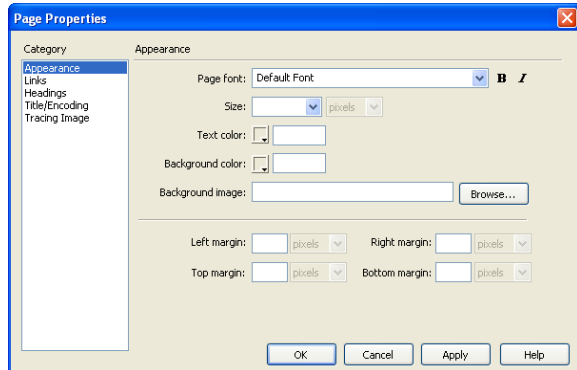 Page Properties
Category
Appearance
Links
Headings
Title/Encoding
Tracing Image
Appearance
Page font: Default Font B I
Size: pixels
Text color:
Background color:
Background image: Browse...
Left margin: pixels Right margin: pixels
Top margin: pixels Bottom margin: pixels
OK Cancel Apply Help